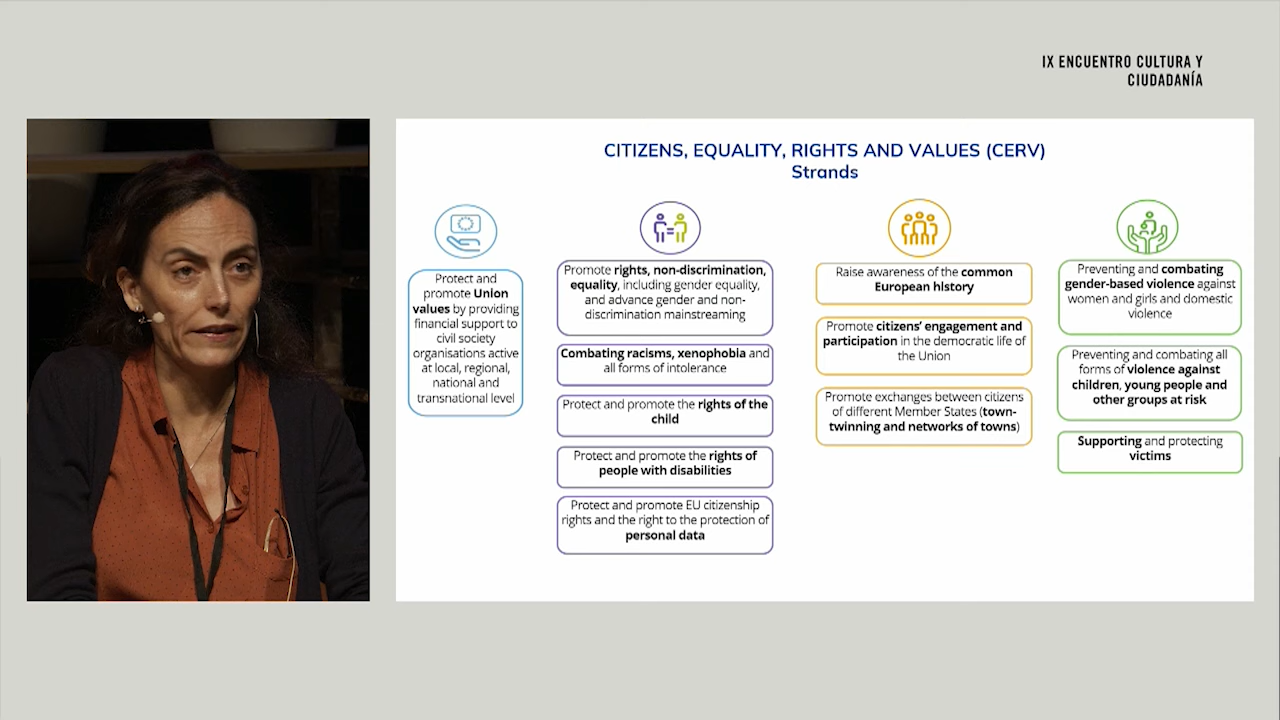 IX ENCUENTRO CULTURA Y
CIUDADANÍA
CITIZENS, EQUALITY, RIGHTS AND VALUES (CERV)
Strands
Protect and
promote Union
values by providing
financial support to
civil society
organisations active
at local, regional,
national and
transnational level
Promote rights, non-discrimination,
equality, including gender equality,
and advance gender and non-
discrimination mainstreaming
Combating racisms, xenophobia and
all forms of intolerance
Protect and promote the rights of the
child
Protect and promote the rights of
people with disabilities
Protect and promote EU citizenship
rights and the right to the protection of
personal data
Raise awareness of the common
European history
Promote citizens' engagement and
participation in the democratic life of
the Union
Promote exchanges between citizens
of different Member States (town-
twinning and networks of towns)
Preventing and combating
gender-based violence against
women and girls and domestic
violence
Preventing and combating all
forms of violence against
children, young people and
other groups at risk
Supporting and protecting
victims